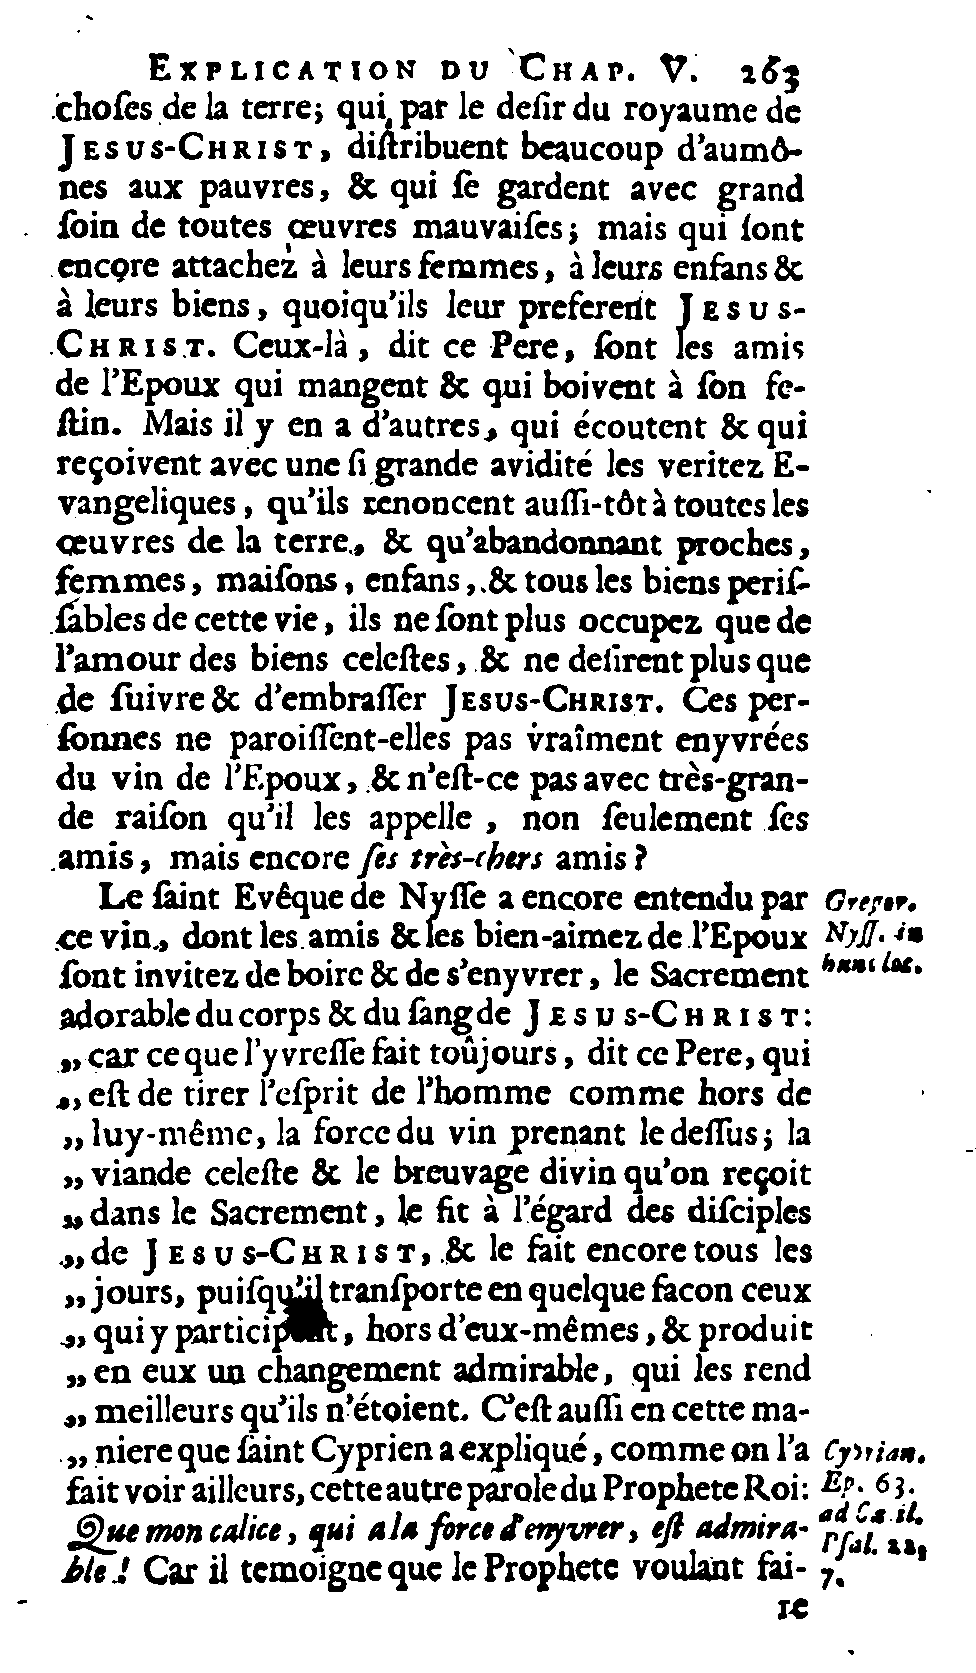 EXPLICATION DU CHAP. V. 263
choſes de la terre; qui, par le deſir du royaume de
JESUS-CHRIST, diſtribuent beaucoup d'aumô-
nes aux pauvres, & qui ſe gardent avec grand
ſoin de toutes œuvres mauvaiſes; mais qui ſont
encore attachez à leurs femmes, à leurs enfans &
à leurs biens, quoiqu'ils leur preferent JESUS-
CHRIST. Ceux-là, dit ce Pere, ſont les amis
de l'Epoux qui mangent & qui boivent à ſon fe-
ſtin. Mais il y en a d'autres, qui écoutent & qui
reçoivent avec une ſi grande avidité les veritez E-
vangeliques, qu'ils renoncent auſſi-tôt à toutes les
œuvres de la terre, & qu'abandonnant proches,
femmes, maiſons, enfans, & tous les biens periſ-
ſables de cette vie, ils ne ſont plus occupez que de
l'amour des biens celeſtes, & ne deſirent plus que
de ſuivre & d'embraſſer JESUS-CHRIST. Ces per-
ſonnes ne paroiſſent-elles pas vraîment enyvrées
du vin de l'Epoux, & n'eſt-ce pas avec très-gran-
de raiſon qu'il les appelle, non ſeulement ſes
amis, mais encore ſes très-chers amis?
Le ſaint Evêque de Nyſſe a encore entendu par
ce vin, dont les amis & les bien-aimez de l'Epoux
ſont invitez de boire & de s'enyvrer, le Sacrement
adorable du corps & du ſang de JESUS-CHRIST:
„ car ce que l'yvreſſe fait toûjours, dit ce Pere, qui
„ eſt de tirer l'eſprit de l'homme comme hors de
„ luy-même, la force du vin prenant le deſſus; la
„ viande celeſte & le breuvage divin qu'on reçoit
„ dans le Sacrement, le fit à l'égard des diſciples
„ de JESUS-CHRIST, & le fait encore tous les
„ jours, puiſqu'il tranſporte en quelque facon ceux
„ qui y participent, hors d'eux-mêmes, & produit
„ en eux un changement admirable, qui les rend
„ meilleurs qu'ils n'étoient. C'eſt auſſi en cette ma-
„ niere que ſaint Cyprien a expliqué, comme on l'a
fait voir ailleurs, cette autre parole du Prophete Roi:
Que mon calice, qui a la force d'enyvrer, eſt admira-
ble! Car il temoigne que le Prophete voulant fai-
re
Gregor.
Nyſſ. in
hunc loc.
Cyprian.
Ep. 63.
ad Cæcil.
Pſal. 22,
7.